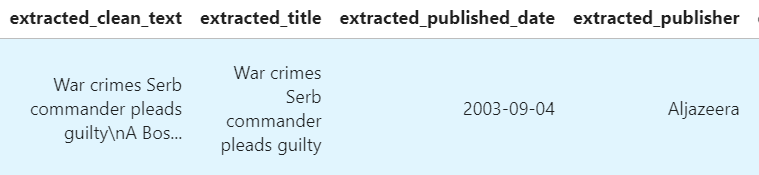 extracted_clean_text extracted_title extracted_published_date extracted_publisher
War crimes Serb
commander pleads
guilty\nA Bos...
War crimes
Serb
commander
pleads guilty
2003-09-04
Aljazeera